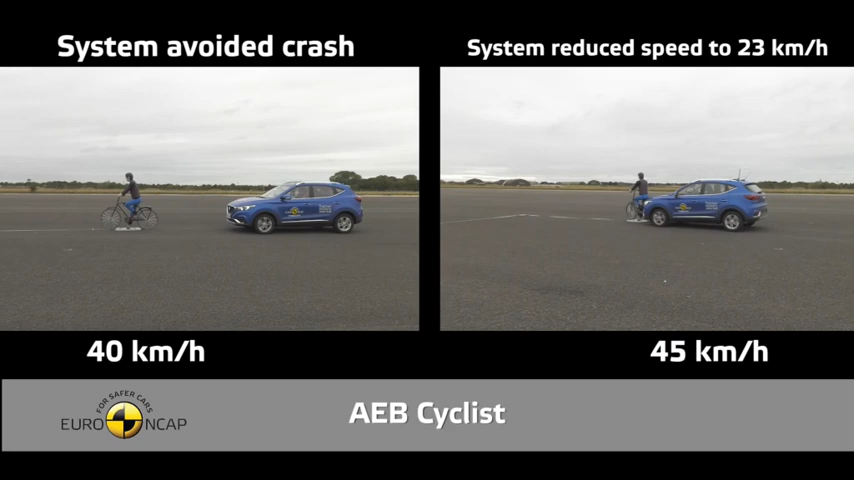 System avoided crash
System reduced speed to 23 km/h
40 km/h
45 km/h
FOR SAFER CARS
EURO NCAP
AEB Cyclist